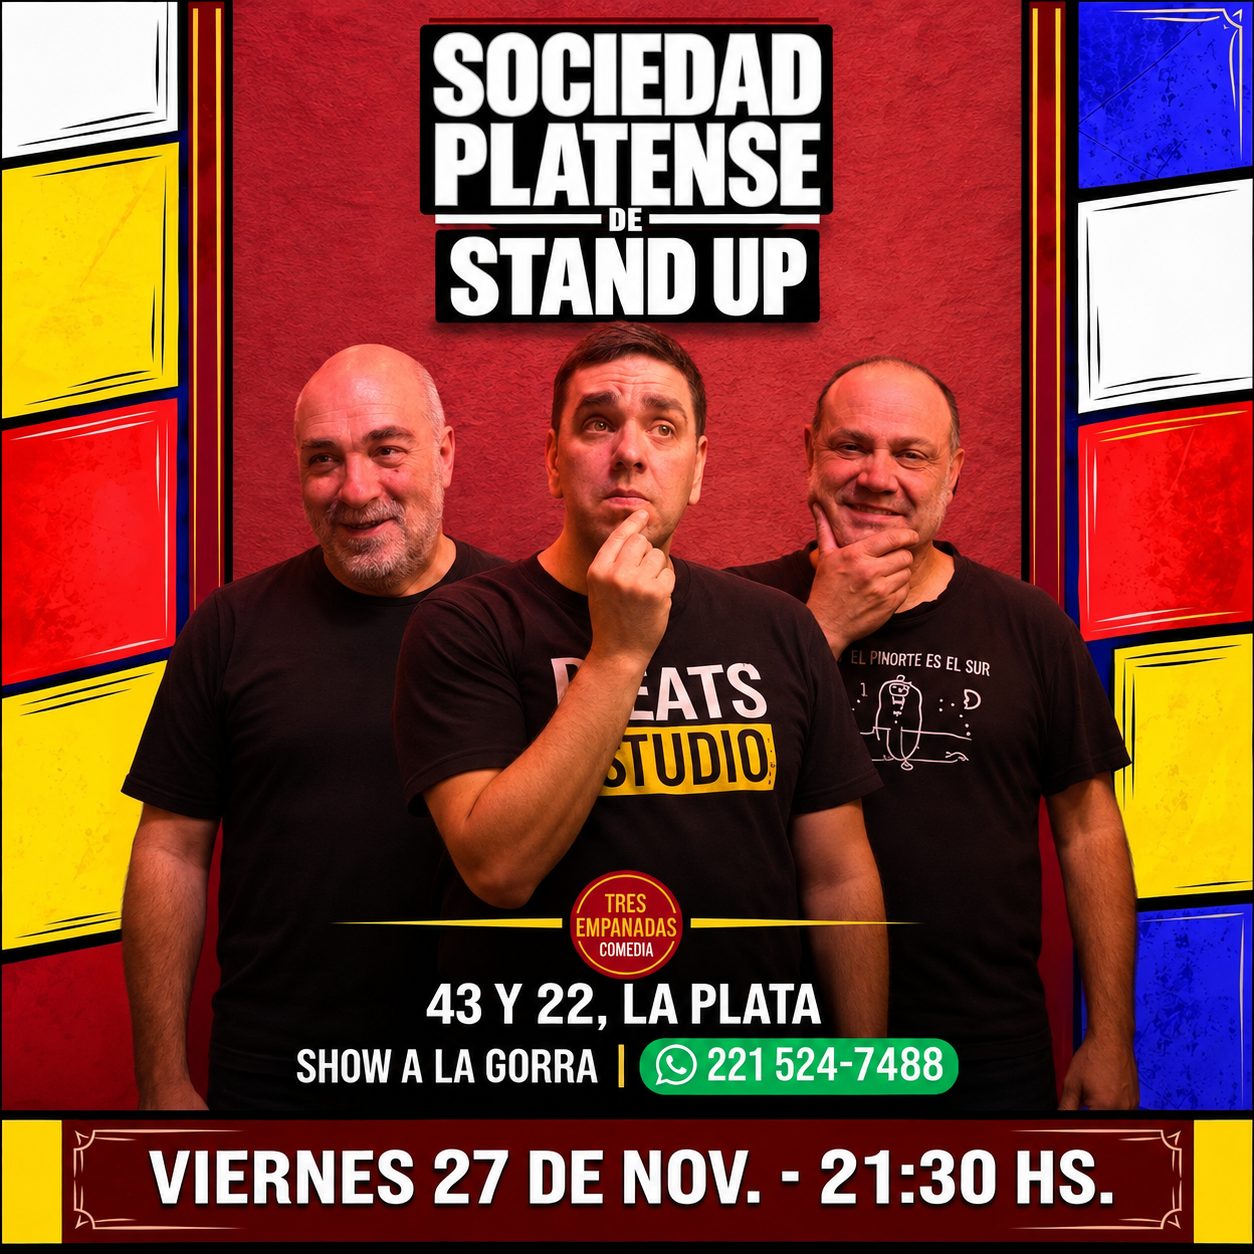 SOCIEDAD
PLATENSE
DE
STAND UP
EL PINORTE ES EL SUR
EATS
STUDIO
TRES
EMPANADAS
COMEDIA
43 Y 22, LA PLATA
SHOW A LA GORRA | 221 524-7488
VIERNES 27 DE NOV. - 21:30 HS.